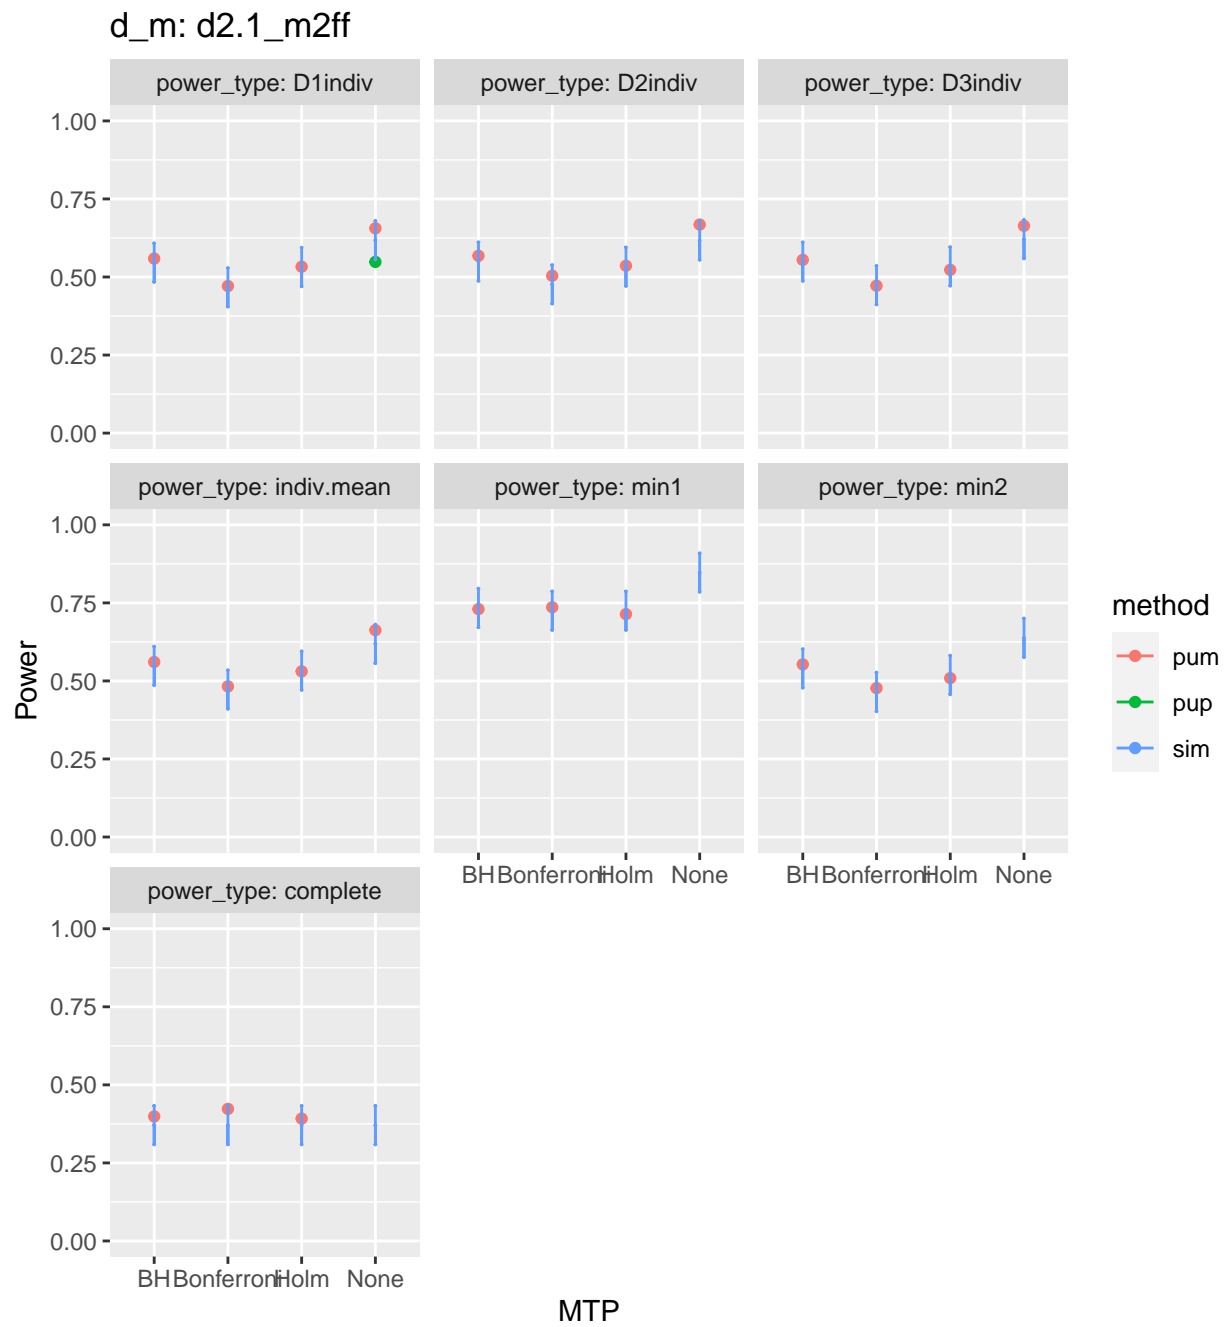 d_m: d2.1_m2ff
power_type: D1indiv
power_type: D2indiv
power_type: D3indiv
1.00
0.75
0.50
0.25
0.00
power_type: indiv.mean
power_type: min1
power_type: min2
1.00
0.75
0.50
0.25
0.00
BH Bonferroni Holm None
BH Bonferroni Holm None
power_type: complete
1.00
0.75
0.50
0.25
0.00
BH Bonferroni Holm None
Power
MTP
method
pum
pup
sim